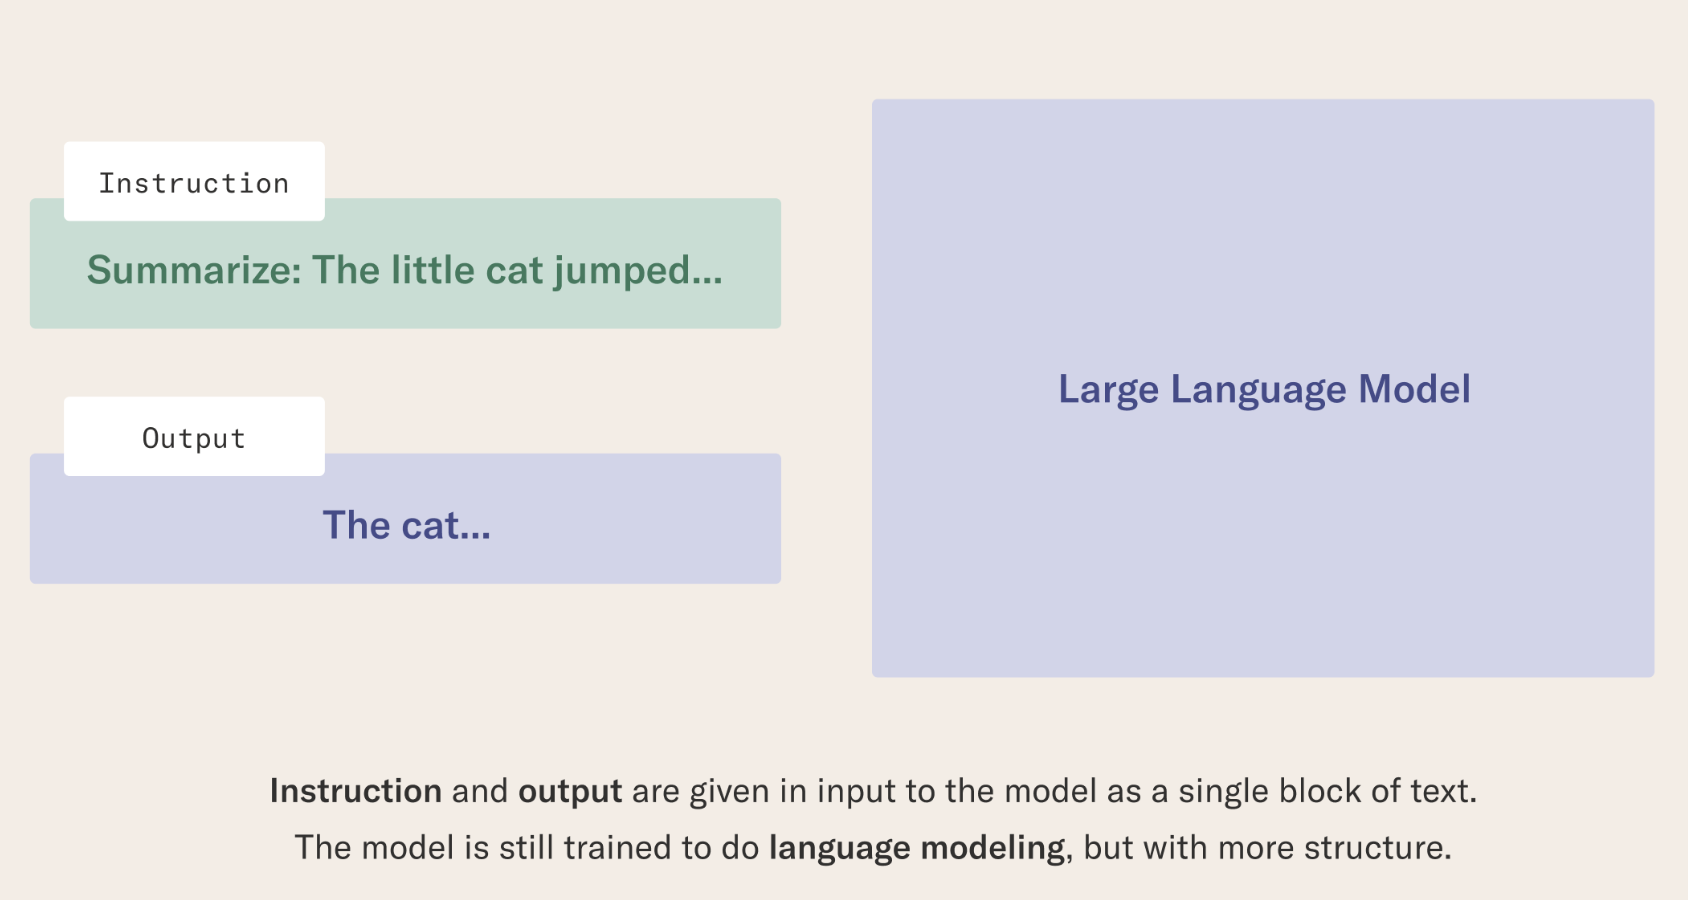 Instruction
Summarize: The little cat jumped...
Output
The cat...
Large Language Model
Instruction and output are given in input to the model as a single block of text.
The model is still trained to do language modeling, but with more structure.